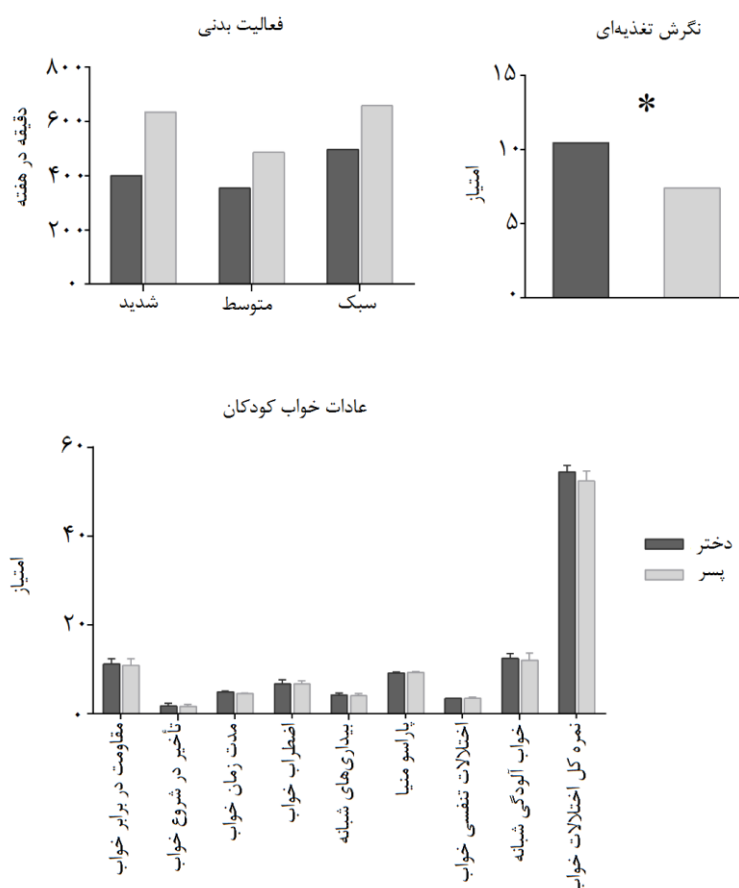 فعالیت بدنی
دقیقه در هفته
۸۰۰
۶۰۰
۴۰۰
۲۰۰
۰
شدید
متوسط
سبک
نگرش تغذیه‌ای
امتیاز
۱۵
۱۰
۵
۰
*
عادات خواب کودکان
امتیاز
۶۰
۴۰
۲۰
۰
مقاومت در برابر خواب
تأخیر در شروع خواب
مدت زمان خواب
اضطراب خواب
بیداری‌های شبانه
پاراسو منیا
اختلالات تنفسی خواب
خواب آلودگی شبانه
نمره کل اختلالات خواب
دختر
پسر